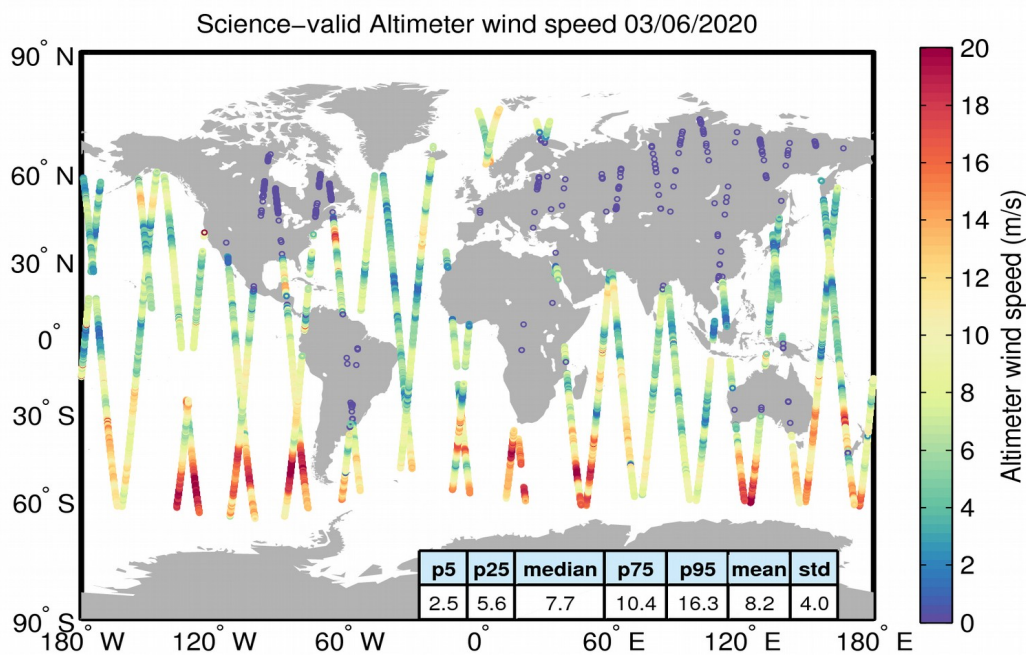 Science−valid Altimeter wind speed 03/06/2020
90° N
60° N
30° N
0°
30° S
60° S
90° S
180° W
120° W
60° W
0°
60° E
120° E
180° E
p5 p25 median p75 p95 mean std
2.5 5.6 7.7 10.4 16.3 8.2 4.0
20
18
16
14
12
10
8
6
4
2
0
Altimeter wind speed (m/s)